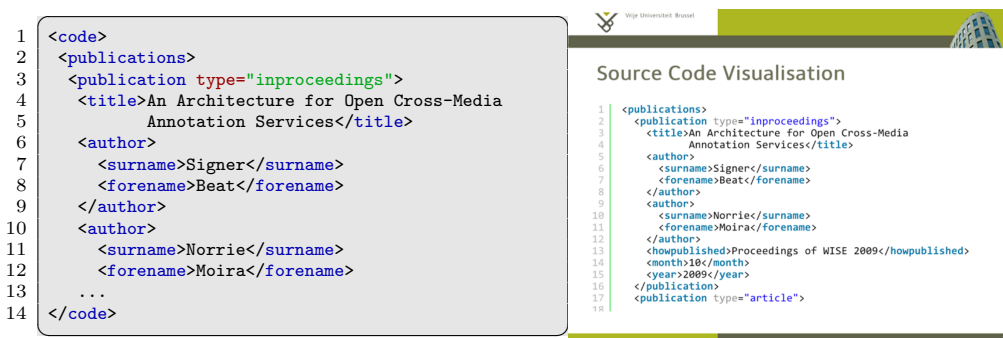 1 <code>
2 <publications>
3 <publication type="inproceedings">
4 <title>An Architecture for Open Cross-Media
5 Annotation Services</title>
6 <author>
7 <surname>Signer</surname>
8 <forename>Beat</forename>
9 </author>
10 <author>
11 <surname>Norrie</surname>
12 <forename>Moira</forename>
13 ...
14 </code>
Vrije Universiteit Brussel
Source Code Visualisation
1 <publications>
2 <publication type="inproceedings">
3 <title>An Architecture for Open Cross-Media
4 Annotation Services</title>
5 <author>
6 <surname>Signer</surname>
7 <forename>Beat</forename>
8 </author>
9 <author>
10 <surname>Norrie</surname>
11 <forename>Moira</forename>
12 </author>
13 <howpublished>Proceedings of WISE 2009</howpublished>
14 <month>10</month>
15 <year>2009</year>
16 </publication>
17 <publication type="article">
18